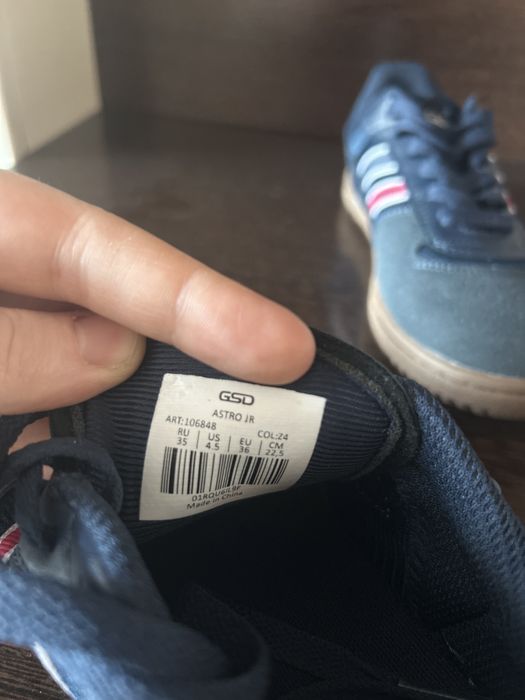 GSD
ASTRO JR
ART:106848 COL:24
RU US EU CM
35 4.5 36 22.5
Made in China